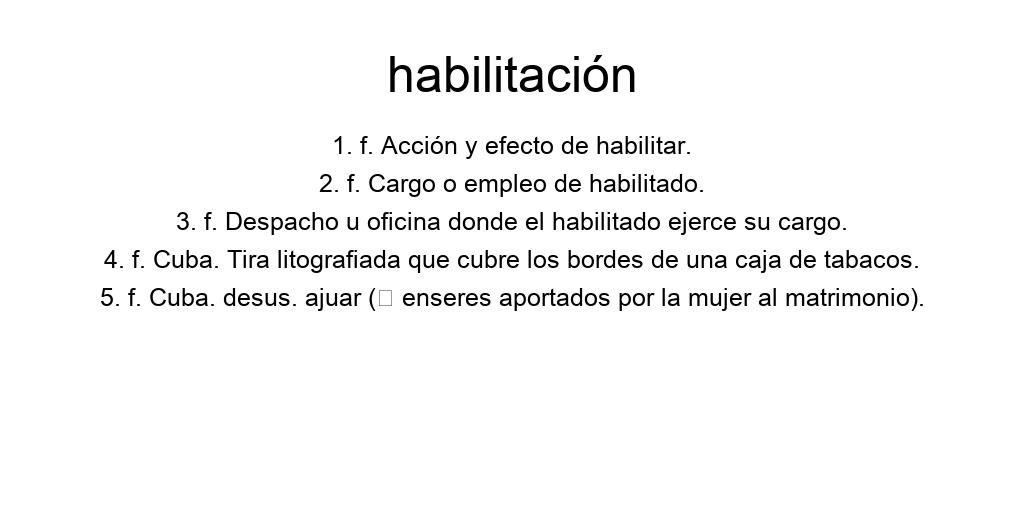 habilitación
1. f. Acción y efecto de habilitar.
2. f. Cargo o empleo de habilitado.
3. f. Despacho u oficina donde el habilitado ejerce su cargo.
4. f. Cuba. Tira litografiada que cubre los bordes de una caja de tabacos.
5. f. Cuba. desus. ajuar (□ enseres aportados por la mujer al matrimonio).